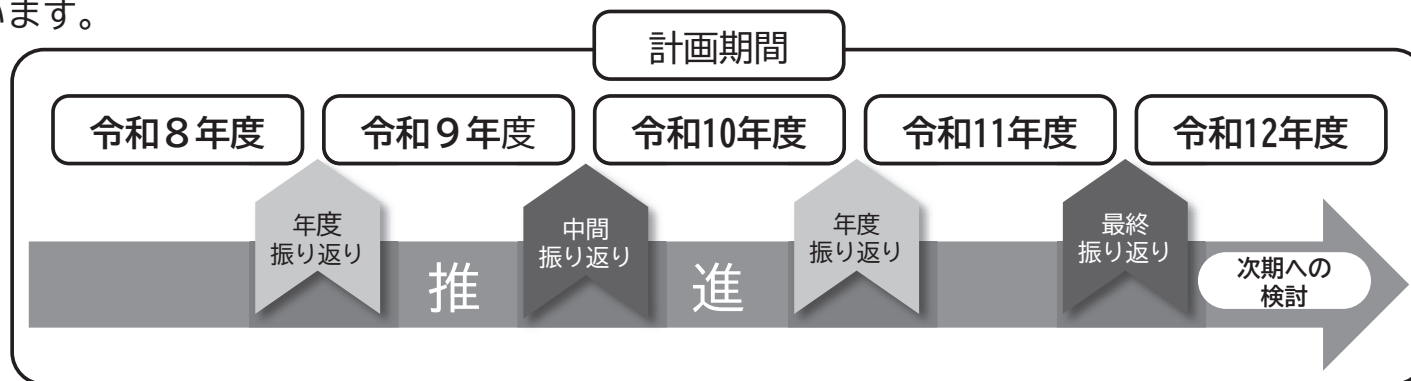 います。
計画期間
令和８年度
令和９年度
令和10年度
令和11年度
令和12年度
年度
振り返り
中間
振り返り
年度
振り返り
最終
振り返り
推
進
次期への
検討